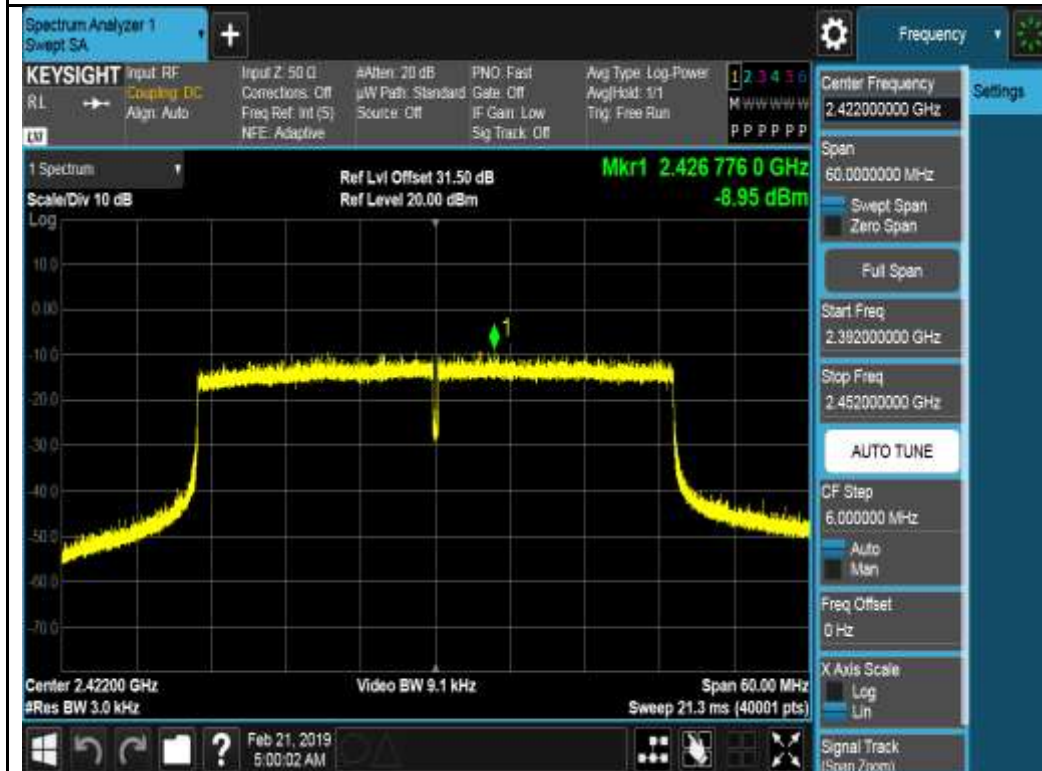 Spectrum Analyzer 1
Swept SA
+
Frequency
KEYSIGHT
RL
LXI
Input: RF
Coupling: DC
Align: Auto
Input Z: 50 Ω
Corrections: Off
Freq Ref: Int (S)
NFE: Adaptive
#Atten: 20 dB
µW Path: Standard
Source: Off
PNO: Fast
Gate: Off
IF Gain: Low
Sig Track: Off
Avg Type: Log-Power
Avg|Hold: 1/1
Trig: Free Run
1 2 3 4 5 6
M W W W W W
P P P P P P
1 Spectrum
Scale/Div 10 dB
Ref Lvl Offset 31.50 dB
Ref Level 20.00 dBm
Mkr1 2.426 776 0 GHz
-8.95 dBm
Log
10.0
0.00
-10.0
-20.0
-30.0
-40.0
-50.0
-60.0
-70.0
1
Center 2.42200 GHz
#Res BW 3.0 kHz
Video BW 9.1 kHz
Span 60.00 MHz
Sweep 21.3 ms (40001 pts)
Center Frequency
2.422000000 GHz
Settings
Span
60.0000000 MHz
Swept Span
Zero Span
Full Span
Start Freq
2.392000000 GHz
Stop Freq
2.452000000 GHz
AUTO TUNE
CF Step
6.000000 MHz
Auto
Man
Freq Offset
0 Hz
X Axis Scale
Log
Lin
Signal Track
(Span Zoom)
?
Feb 21, 2019
5:00:02 AM